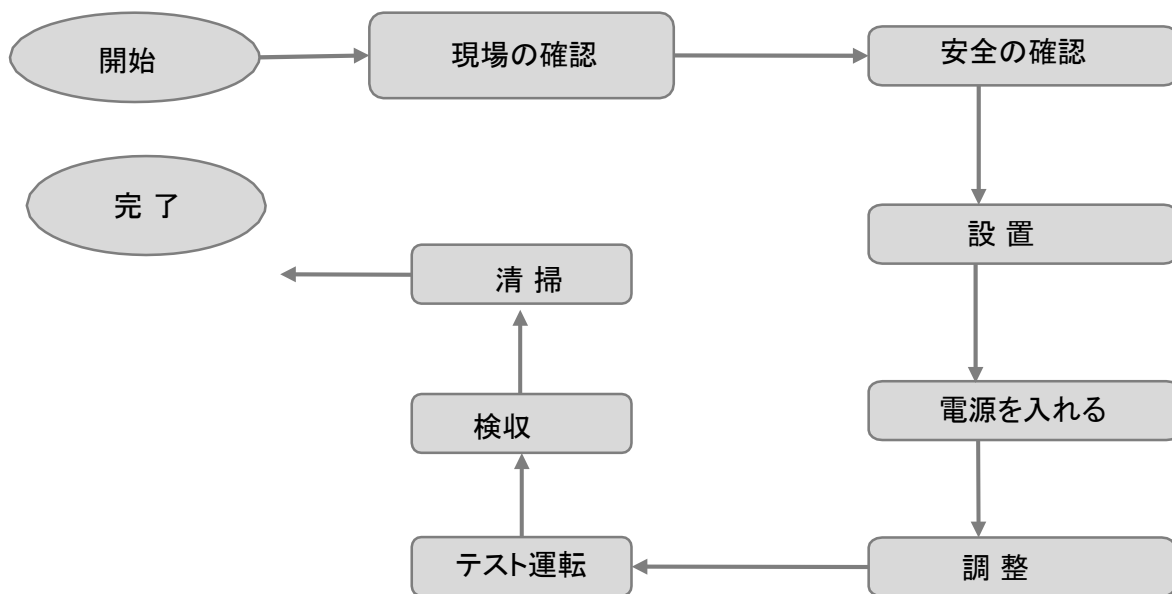 開始
現場の確認
安全の確認
設 置
電源を入れる
調 整
テスト運転
検収
清 掃
完 了